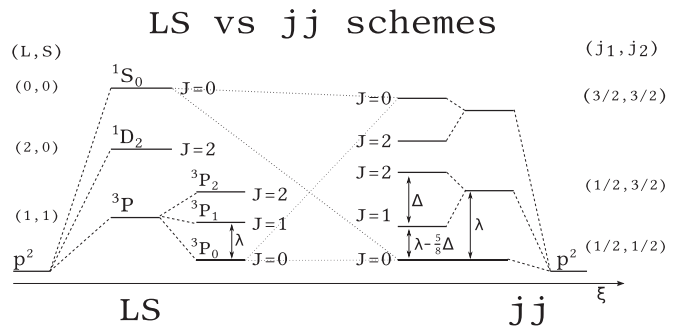 LS vs jj schemes
(L,S)
(j₁,j₂)
(0,0)
¹S₀
J=0
J=0
(3/2,3/2)
(2,0)
¹D₂
J=2
J=2
³P₂
J=2
J=2
(1/2,3/2)
(1,1)
³P
³P₁
J=1
J=1
Δ
λ
λ
λ−5/8Δ
p²
³P₀
J=0
J=0
(1/2,1/2)
p²
ξ
LS
jj